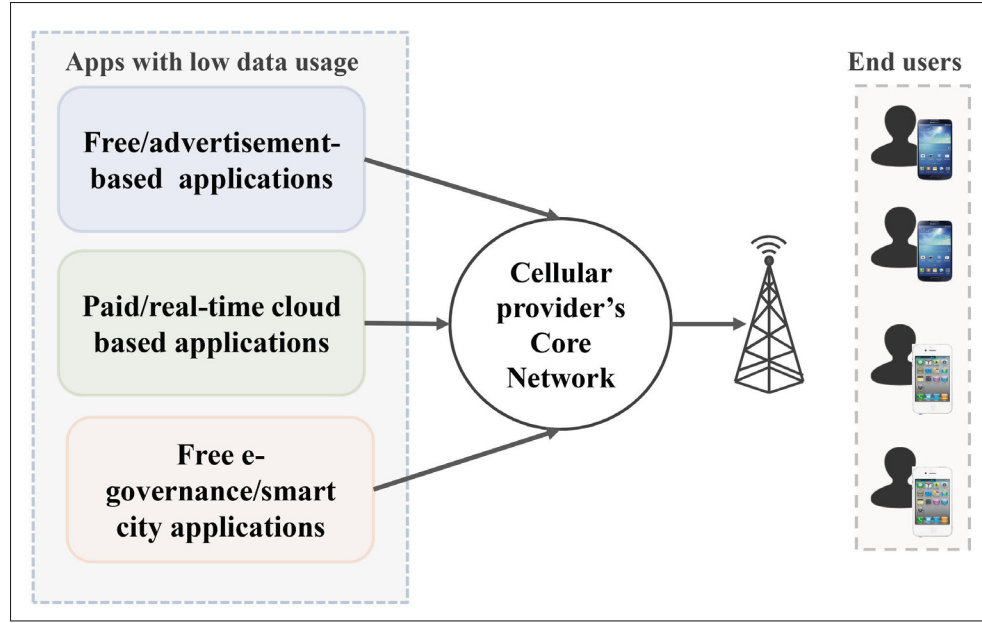 Apps with low data usage
End users
Free/advertisement-
based applications
Paid/real-time cloud
based applications
Free e-
governance/smart
city applications
Cellular
provider’s
Core
Network